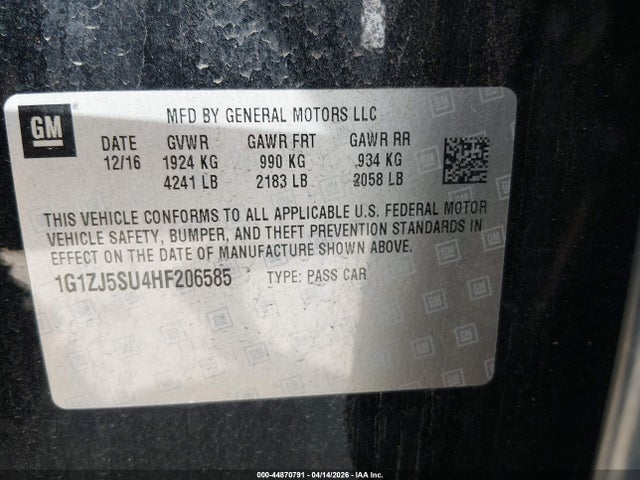 GM
MFD BY GENERAL MOTORS LLC
DATE GVWR GAWR FRT GAWR RR
12/16 1924 KG 990 KG 934 KG
4241 LB 2183 LB 2058 LB
THIS VEHICLE CONFORMS TO ALL APPLICABLE U.S. FEDERAL MOTOR
VEHICLE SAFETY, BUMPER, AND THEFT PREVENTION STANDARDS IN
EFFECT ON THE DATE OF MANUFACTURE SHOWN ABOVE.
1G1ZJ5SU4HF206585 TYPE: PASS CAR
000-44870791 - 04/14/2026 - IAA Inc.